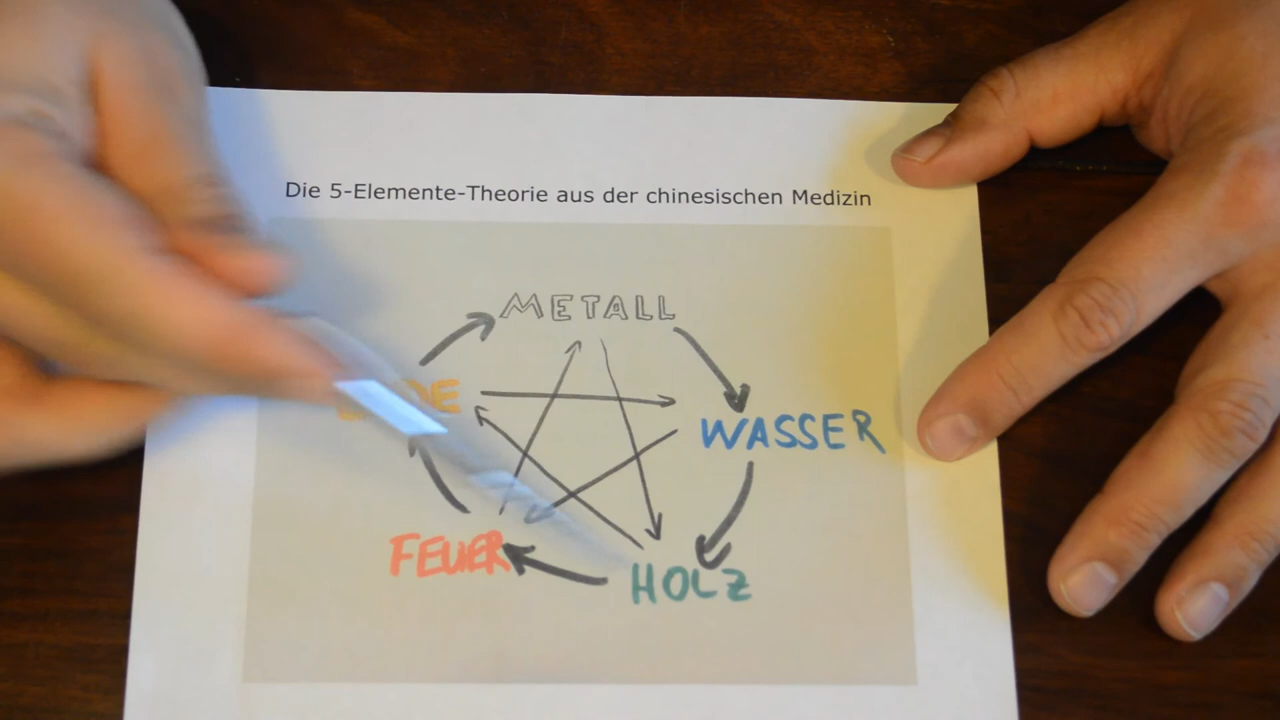 Die 5-Elemente-Theorie aus der chinesischen Medizin
METALL
WASSER
FEUER
HOLZ